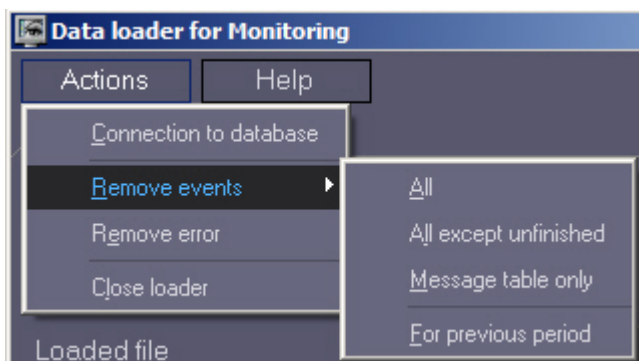 Data loader for Monitoring
Actions Help
Connection to database
Remove events All
Remove error All except unfinished
Close loader Message table only
Loaded file For previous period